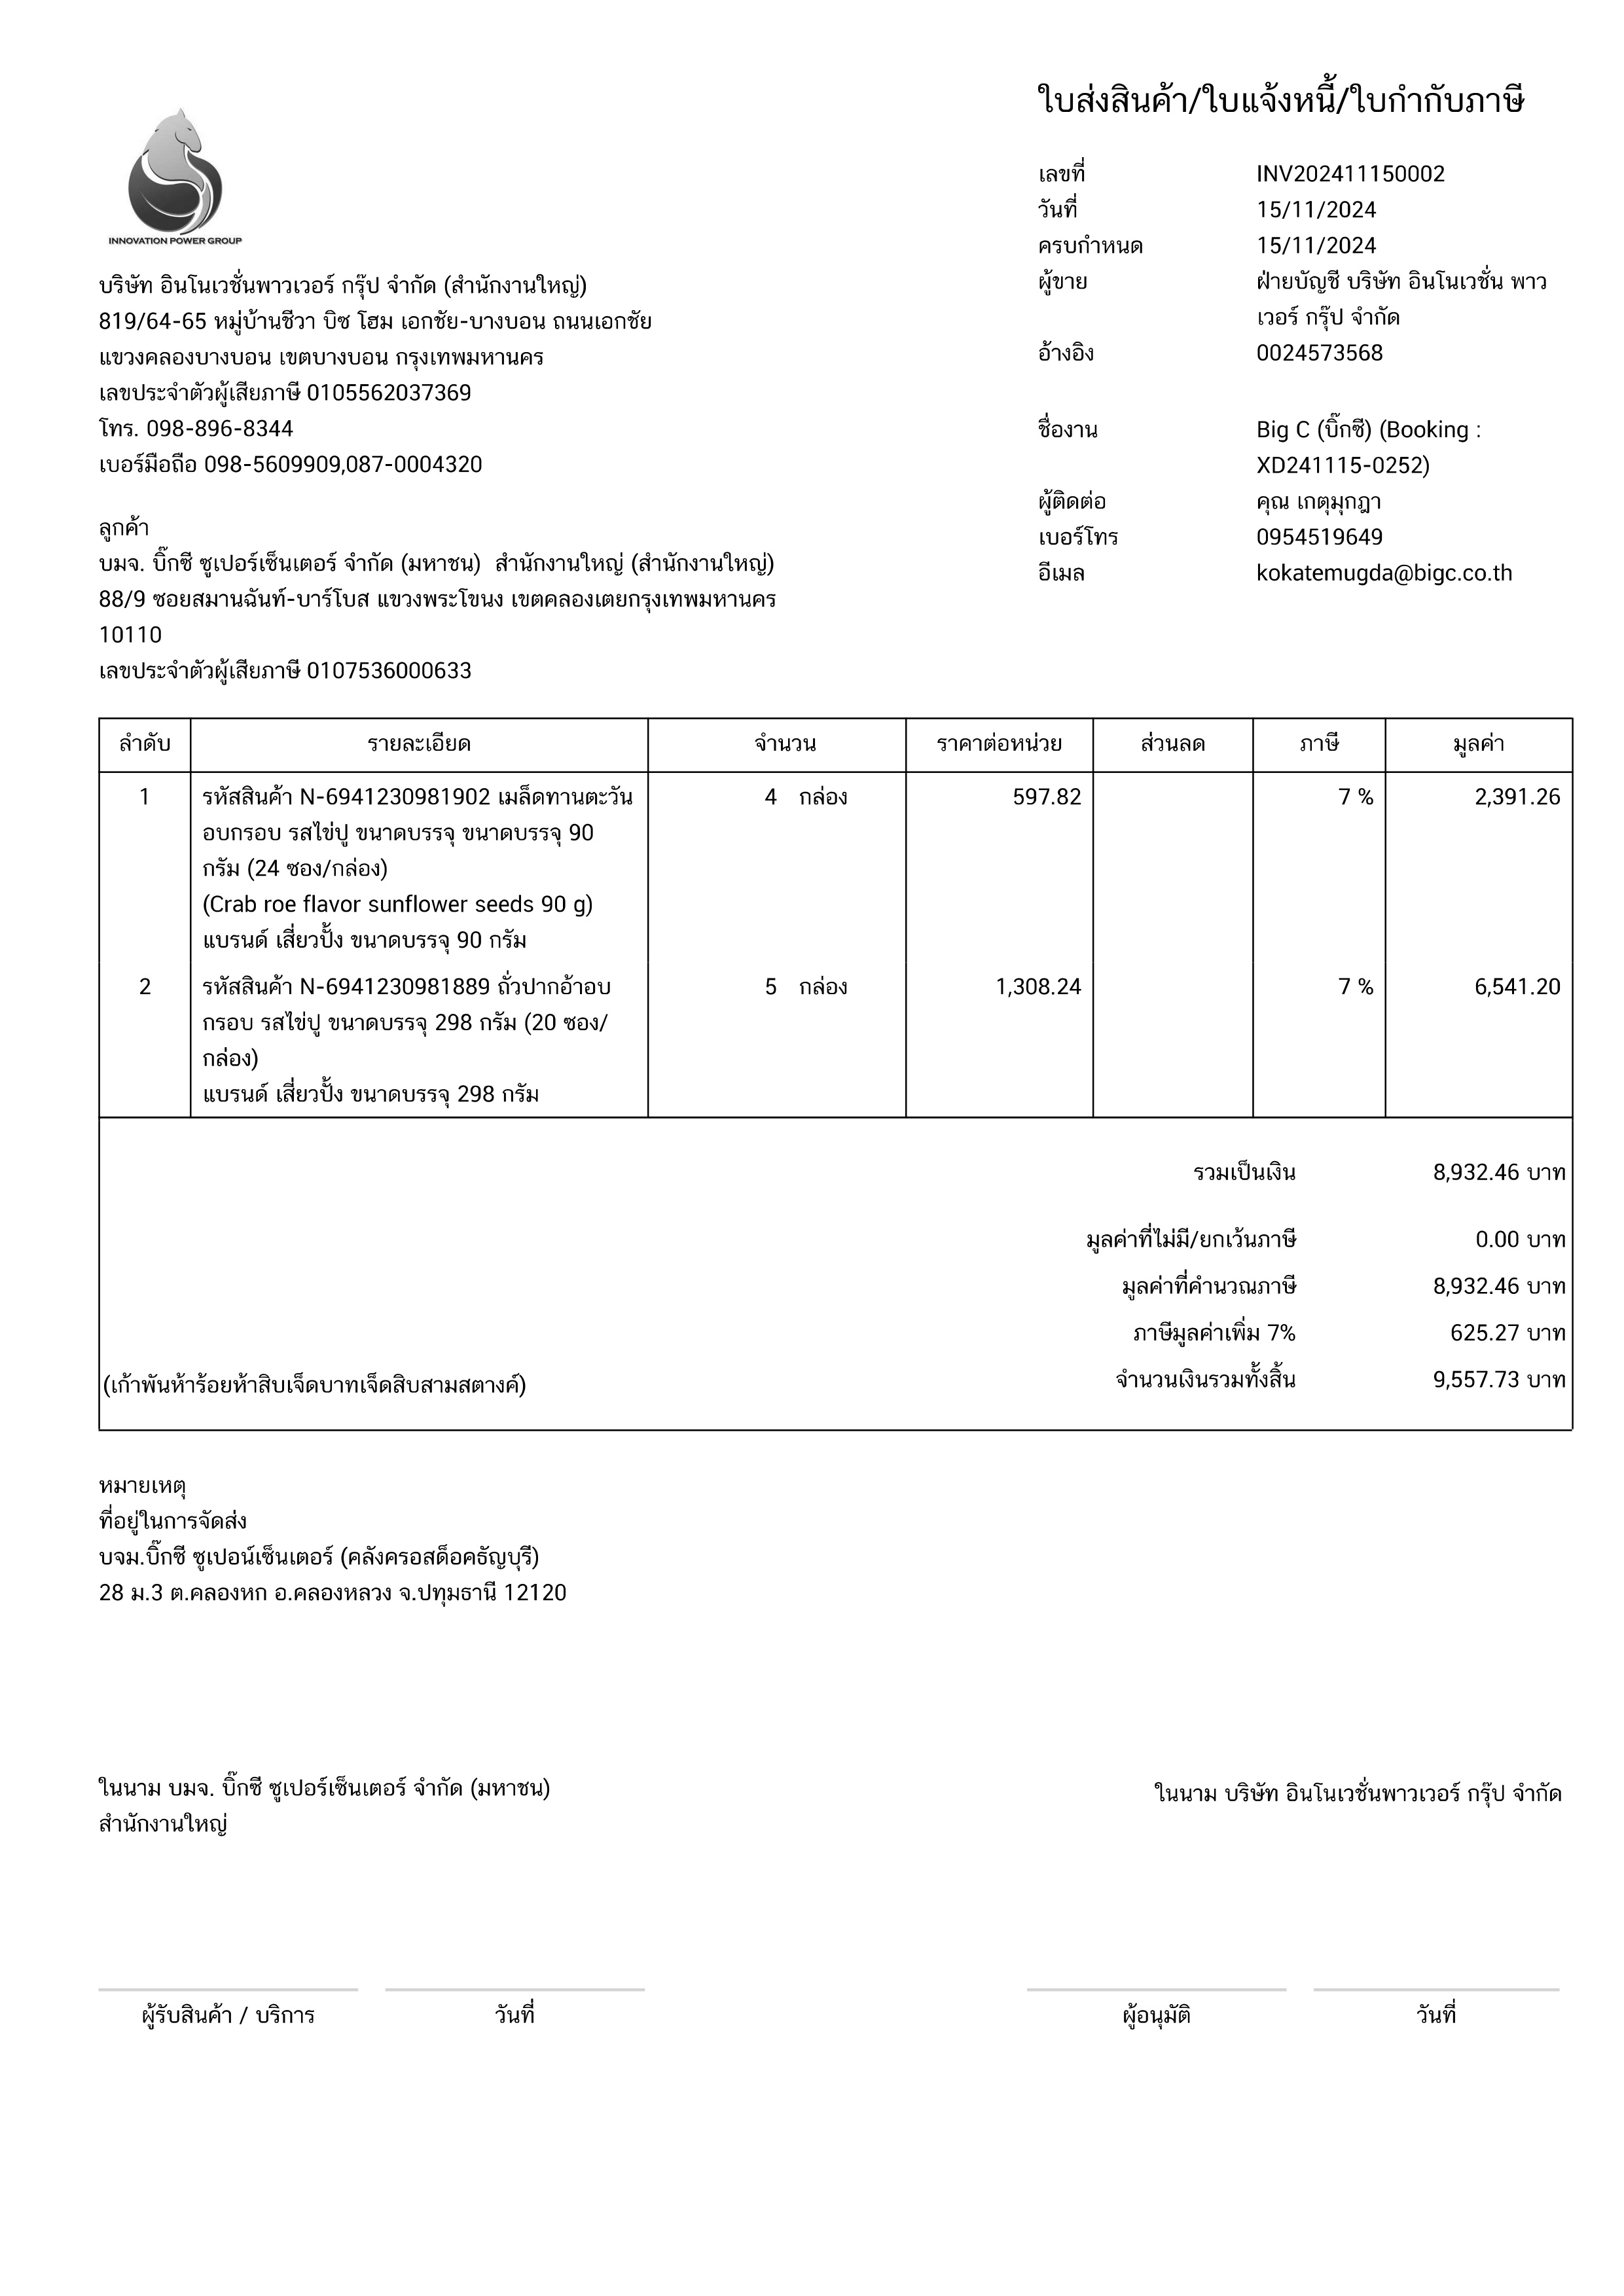 ใบส่งสินค้า/ใบแจ้งหนี้/ใบกำกับภาษี
INNOVATION POWER GROUP
เลขที่ INV202411150002
วันที่ 15/11/2024
ครบกำหนด 15/11/2024
ผู้ขาย ฝ่ายบัญชี บริษัท อินโนเวชั่น พาว
เวอร์ กรุ๊ป จำกัด
อ้างอิง 0024573568
ชื่องาน Big C (บิ๊กซี) (Booking :
XD241115-0252)
ผู้ติดต่อ คุณ เกตุมุกฎา
เบอร์โทร 0954519649
อีเมล kokatemugda@bigc.co.th
บริษัท อินโนเวชั่นพาวเวอร์ กรุ๊ป จำกัด (สำนักงานใหญ่)
819/64-65 หมู่บ้านชีวา บิซ โฮม เอกชัย-บางบอน ถนนเอกชัย
แขวงคลองบางบอน เขตบางบอน กรุงเทพมหานคร
เลขประจำตัวผู้เสียภาษี 0105562037369
โทร. 098-896-8344
เบอร์มือถือ 098-5609909,087-0004320
ลูกค้า
บมจ. บิ๊กซี ซูเปอร์เซ็นเตอร์ จำกัด (มหาชน) สำนักงานใหญ่ (สำนักงานใหญ่)
88/9 ซอยสมานฉันท์-บาร์โบส แขวงพระโขนง เขตคลองเตยกรุงเทพมหานคร
10110
เลขประจำตัวผู้เสียภาษี 0107536000633
ลำดับ รายละเอียด จำนวน ราคาต่อหน่วย ส่วนลด ภาษี มูลค่า
1 รหัสสินค้า N-6941230981902 เมล็ดทานตะวัน 4 กล่อง 597.82 7 % 2,391.26
อบกรอบ รสไข่ปู ขนาดบรรจุ ขนาดบรรจุ 90
กรัม (24 ซอง/กล่อง)
(Crab roe flavor sunflower seeds 90 g)
แบรนด์ เสี่ยวปั้ง ขนาดบรรจุ 90 กรัม
2 รหัสสินค้า N-6941230981889 ถั่วปากอ้าอบ 5 กล่อง 1,308.24 7 % 6,541.20
กรอบ รสไข่ปู ขนาดบรรจุ 298 กรัม (20 ซอง/
กล่อง)
แบรนด์ เสี่ยวปั้ง ขนาดบรรจุ 298 กรัม
รวมเป็นเงิน 8,932.46 บาท
มูลค่าที่ไม่มี/ยกเว้นภาษี 0.00 บาท
มูลค่าที่คำนวณภาษี 8,932.46 บาท
ภาษีมูลค่าเพิ่ม 7% 625.27 บาท
(เก้าพันห้าร้อยห้าสิบเจ็ดบาทเจ็ดสิบสามสตางค์) จำนวนเงินรวมทั้งสิ้น 9,557.73 บาท
หมายเหตุ
ที่อยู่ในการจัดส่ง
บจม.บิ๊กซี ซูเปอน์เซ็นเตอร์ (คลังครอสด็อคธัญบุรี)
28 ม.3 ต.คลองหก อ.คลองหลวง จ.ปทุมธานี 12120
ในนาม บมจ. บิ๊กซี ซูเปอร์เซ็นเตอร์ จำกัด (มหาชน)
สำนักงานใหญ่
ในนาม บริษัท อินโนเวชั่นพาวเวอร์ กรุ๊ป จำกัด
ผู้รับสินค้า / บริการ วันที่ ผู้อนุมัติ วันที่